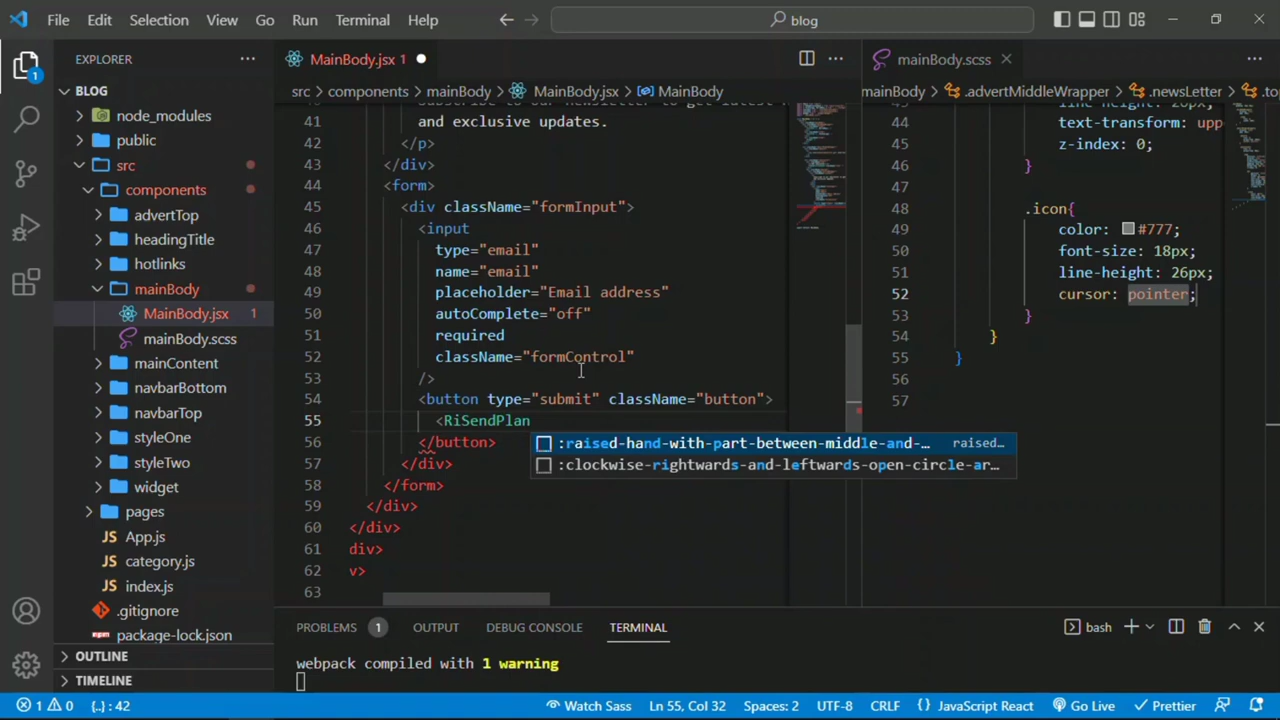 File Edit Selection View Go Run Terminal Help
blog
EXPLORER
MainBody.jsx 1
mainBody.scss
1
BLOG
node_modules
public
src
components
advertTop
headingTitle
hotlinks
mainBody
MainBody.jsx 1
mainBody.scss
mainContent
navbarBottom
navbarTop
styleOne
styleTwo
widget
pages
App.js
category.js
index.js
.gitignore
package-lock.json
OUTLINE
TIMELINE
src > components > mainBody > MainBody.jsx > MainBody
41 and exclusive updates.
42 </p>
43 </div>
44 <form>
45 <div className="formInput">
46 <input
47 type="email"
48 name="email"
49 placeholder="Email address"
50 autoComplete="off"
51 required
52 className="formControl"
53 />
54 <button type="submit" className="button">
55 <RiSendPlan
56 </button>
57 </div>
58 </form>
59 </div>
60 </div>
61 div>
62 v>
63
:raised-hand-with-part-between-middle-and-… raised…
:clockwise-rightwards-and-leftwards-open-circle-ar…
mainBody > .advertMiddleWrapper > .newsLetter > .to
44 text-transform: upp
45 z-index: 0;
46 }
47
48 .icon{
49 color: #777;
50 font-size: 18px;
51 line-height: 26px;
52 cursor: pointer;
53 }
54 }
55 }
56
57
PROBLEMS 1 OUTPUT DEBUG CONSOLE TERMINAL
bash
webpack compiled with 1 warning
1 0 {..} : 42 Watch Sass Ln 55, Col 32 Spaces: 2 UTF-8 CRLF {} JavaScript React Go Live Prettier